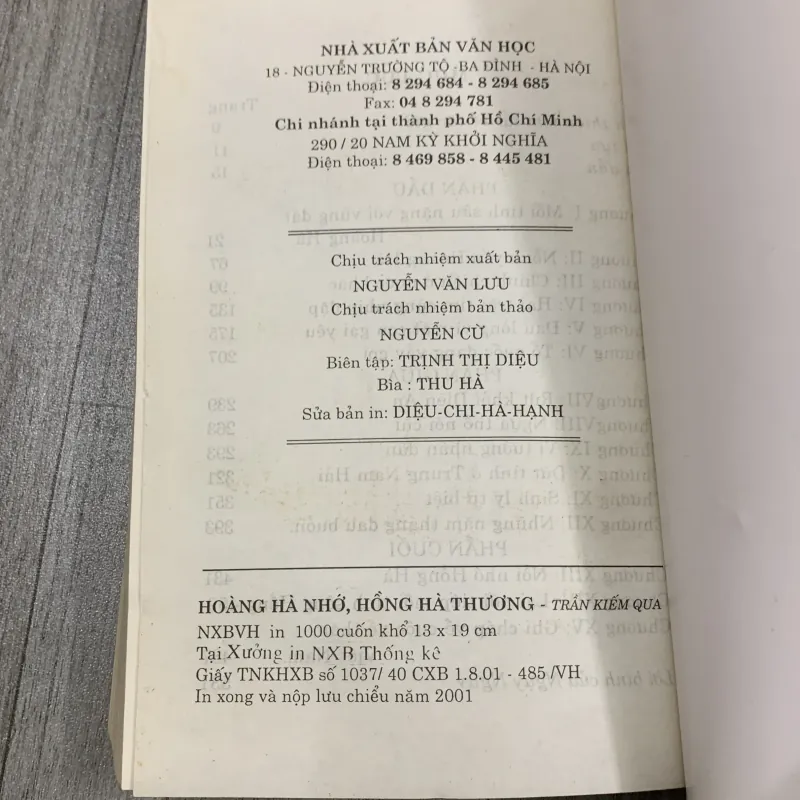 NHÀ XUẤT BẢN VĂN HỌC
18 - NGUYỄN TRƯỜNG TỘ -BA ĐÌNH - HÀ NỘI
Điện thoại: 8 294 684 - 8 294 685
Fax: 04 8 294 781
Chi nhánh tại thành phố Hồ Chí Minh
290 / 20 NAM KỲ KHỞI NGHĨA
Điện thoại: 8 469 858 - 8 445 481
Chịu trách nhiệm xuất bản
NGUYỄN VĂN LƯU
Chịu trách nhiệm bản thảo
NGUYỄN CỪ
Biên tập: TRỊNH THỊ DIỆU
Bìa : THU HÀ
Sửa bản in: DIỆU-CHI-HÀ-HẠNH
HOÀNG HÀ NHỚ, HỒNG HÀ THƯƠNG - TRẦN KIẾM QUA
NXBVH in 1000 cuốn khổ 13 x 19 cm
Tại Xưởng in NXB Thống kê
Giấy TNKHXB số 1037/ 40 CXB 1.8.01 - 485 /VH
In xong và nộp lưu chiểu năm 2001